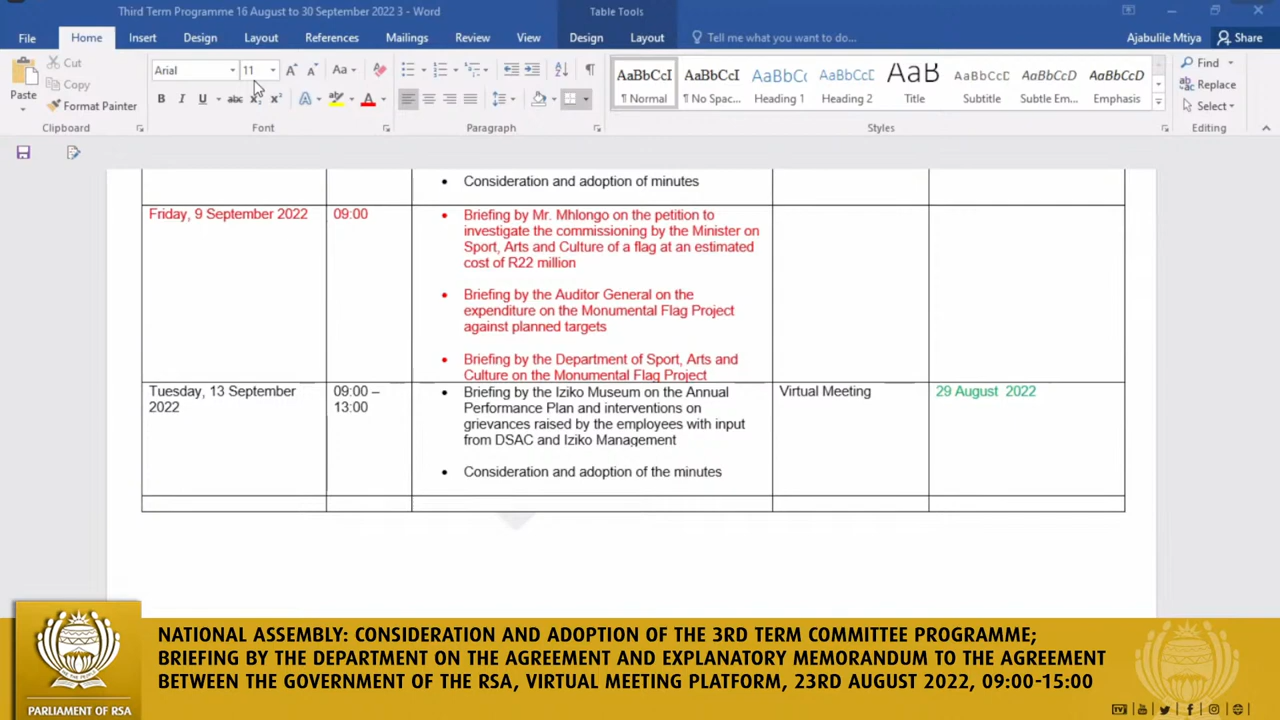 Third Term Programme 16 August to 30 September 2022 3 - Word
Table Tools
File
Home
Insert
Design
Layout
References
Mailings
Review
View
Design
Layout
Tell me what you want to do...
Ajabulile Mtiya
Share
Paste
Cut
Copy
Format Painter
Clipboard
Arial
11
Font
Paragraph
AaBbCcI
¶ Normal
AaBbCcI
¶ No Spac...
AaBbCc
Heading 1
AaBbCcL
Heading 2
AaB
Title
AaBbCcD
Subtitle
AaBbCcD
Subtle Em...
AaBbCcD
Emphasis
Styles
Find
Replace
Select
Editing
• Consideration and adoption of minutes
Friday, 9 September 2022
09:00
• Briefing by Mr. Mhlongo on the petition to
investigate the commissioning by the Minister on
Sport, Arts and Culture of a flag at an estimated
cost of R22 million
• Briefing by the Auditor General on the
expenditure on the Monumental Flag Project
against planned targets
• Briefing by the Department of Sport, Arts and
Culture on the Monumental Flag Project
Tuesday, 13 September
2022
09:00 –
13:00
• Briefing by the Iziko Museum on the Annual
Performance Plan and interventions on
grievances raised by the employees with input
from DSAC and Iziko Management
• Consideration and adoption of the minutes
Virtual Meeting
29 August 2022
NATIONAL ASSEMBLY: CONSIDERATION AND ADOPTION OF THE 3RD TERM COMMITTEE PROGRAMME;
BRIEFING BY THE DEPARTMENT ON THE AGREEMENT AND EXPLANATORY MEMORANDUM TO THE AGREEMENT
BETWEEN THE GOVERNMENT OF THE RSA, VIRTUAL MEETING PLATFORM, 23RD AUGUST 2022, 09:00-15:00
PARLIAMENT OF RSA